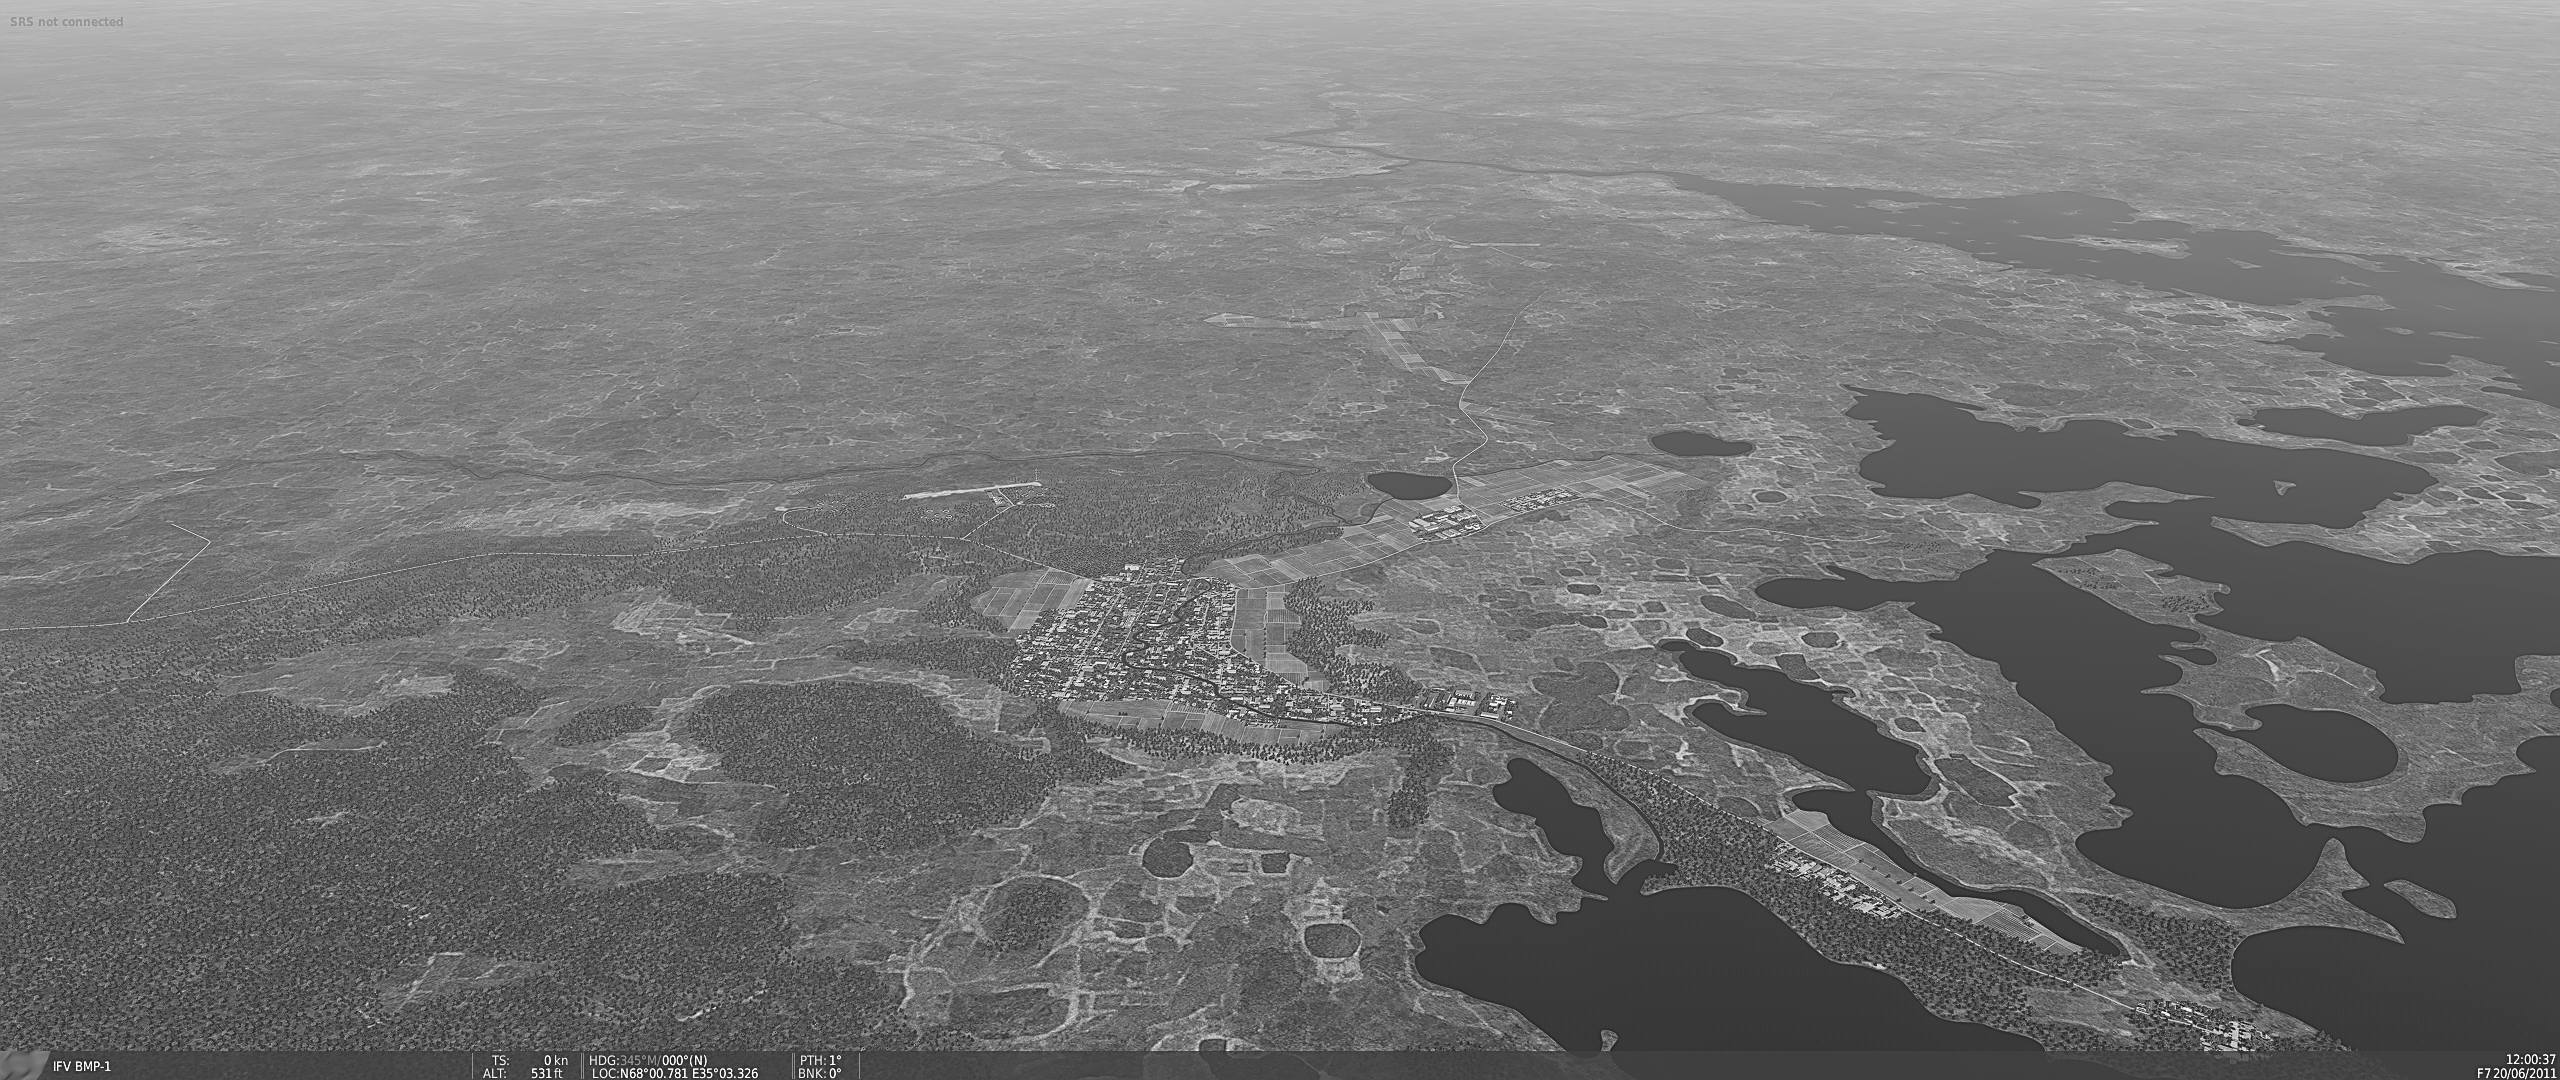 SRS not connected
IFV BMP-1
TS: 0 kn
ALT: 531 ft
HDG:345°M/000°(N)
LOC:N68°00.781 E35°03.326
PTH: 1°
BNK: 0°
12:00:37
F7 20/06/2011